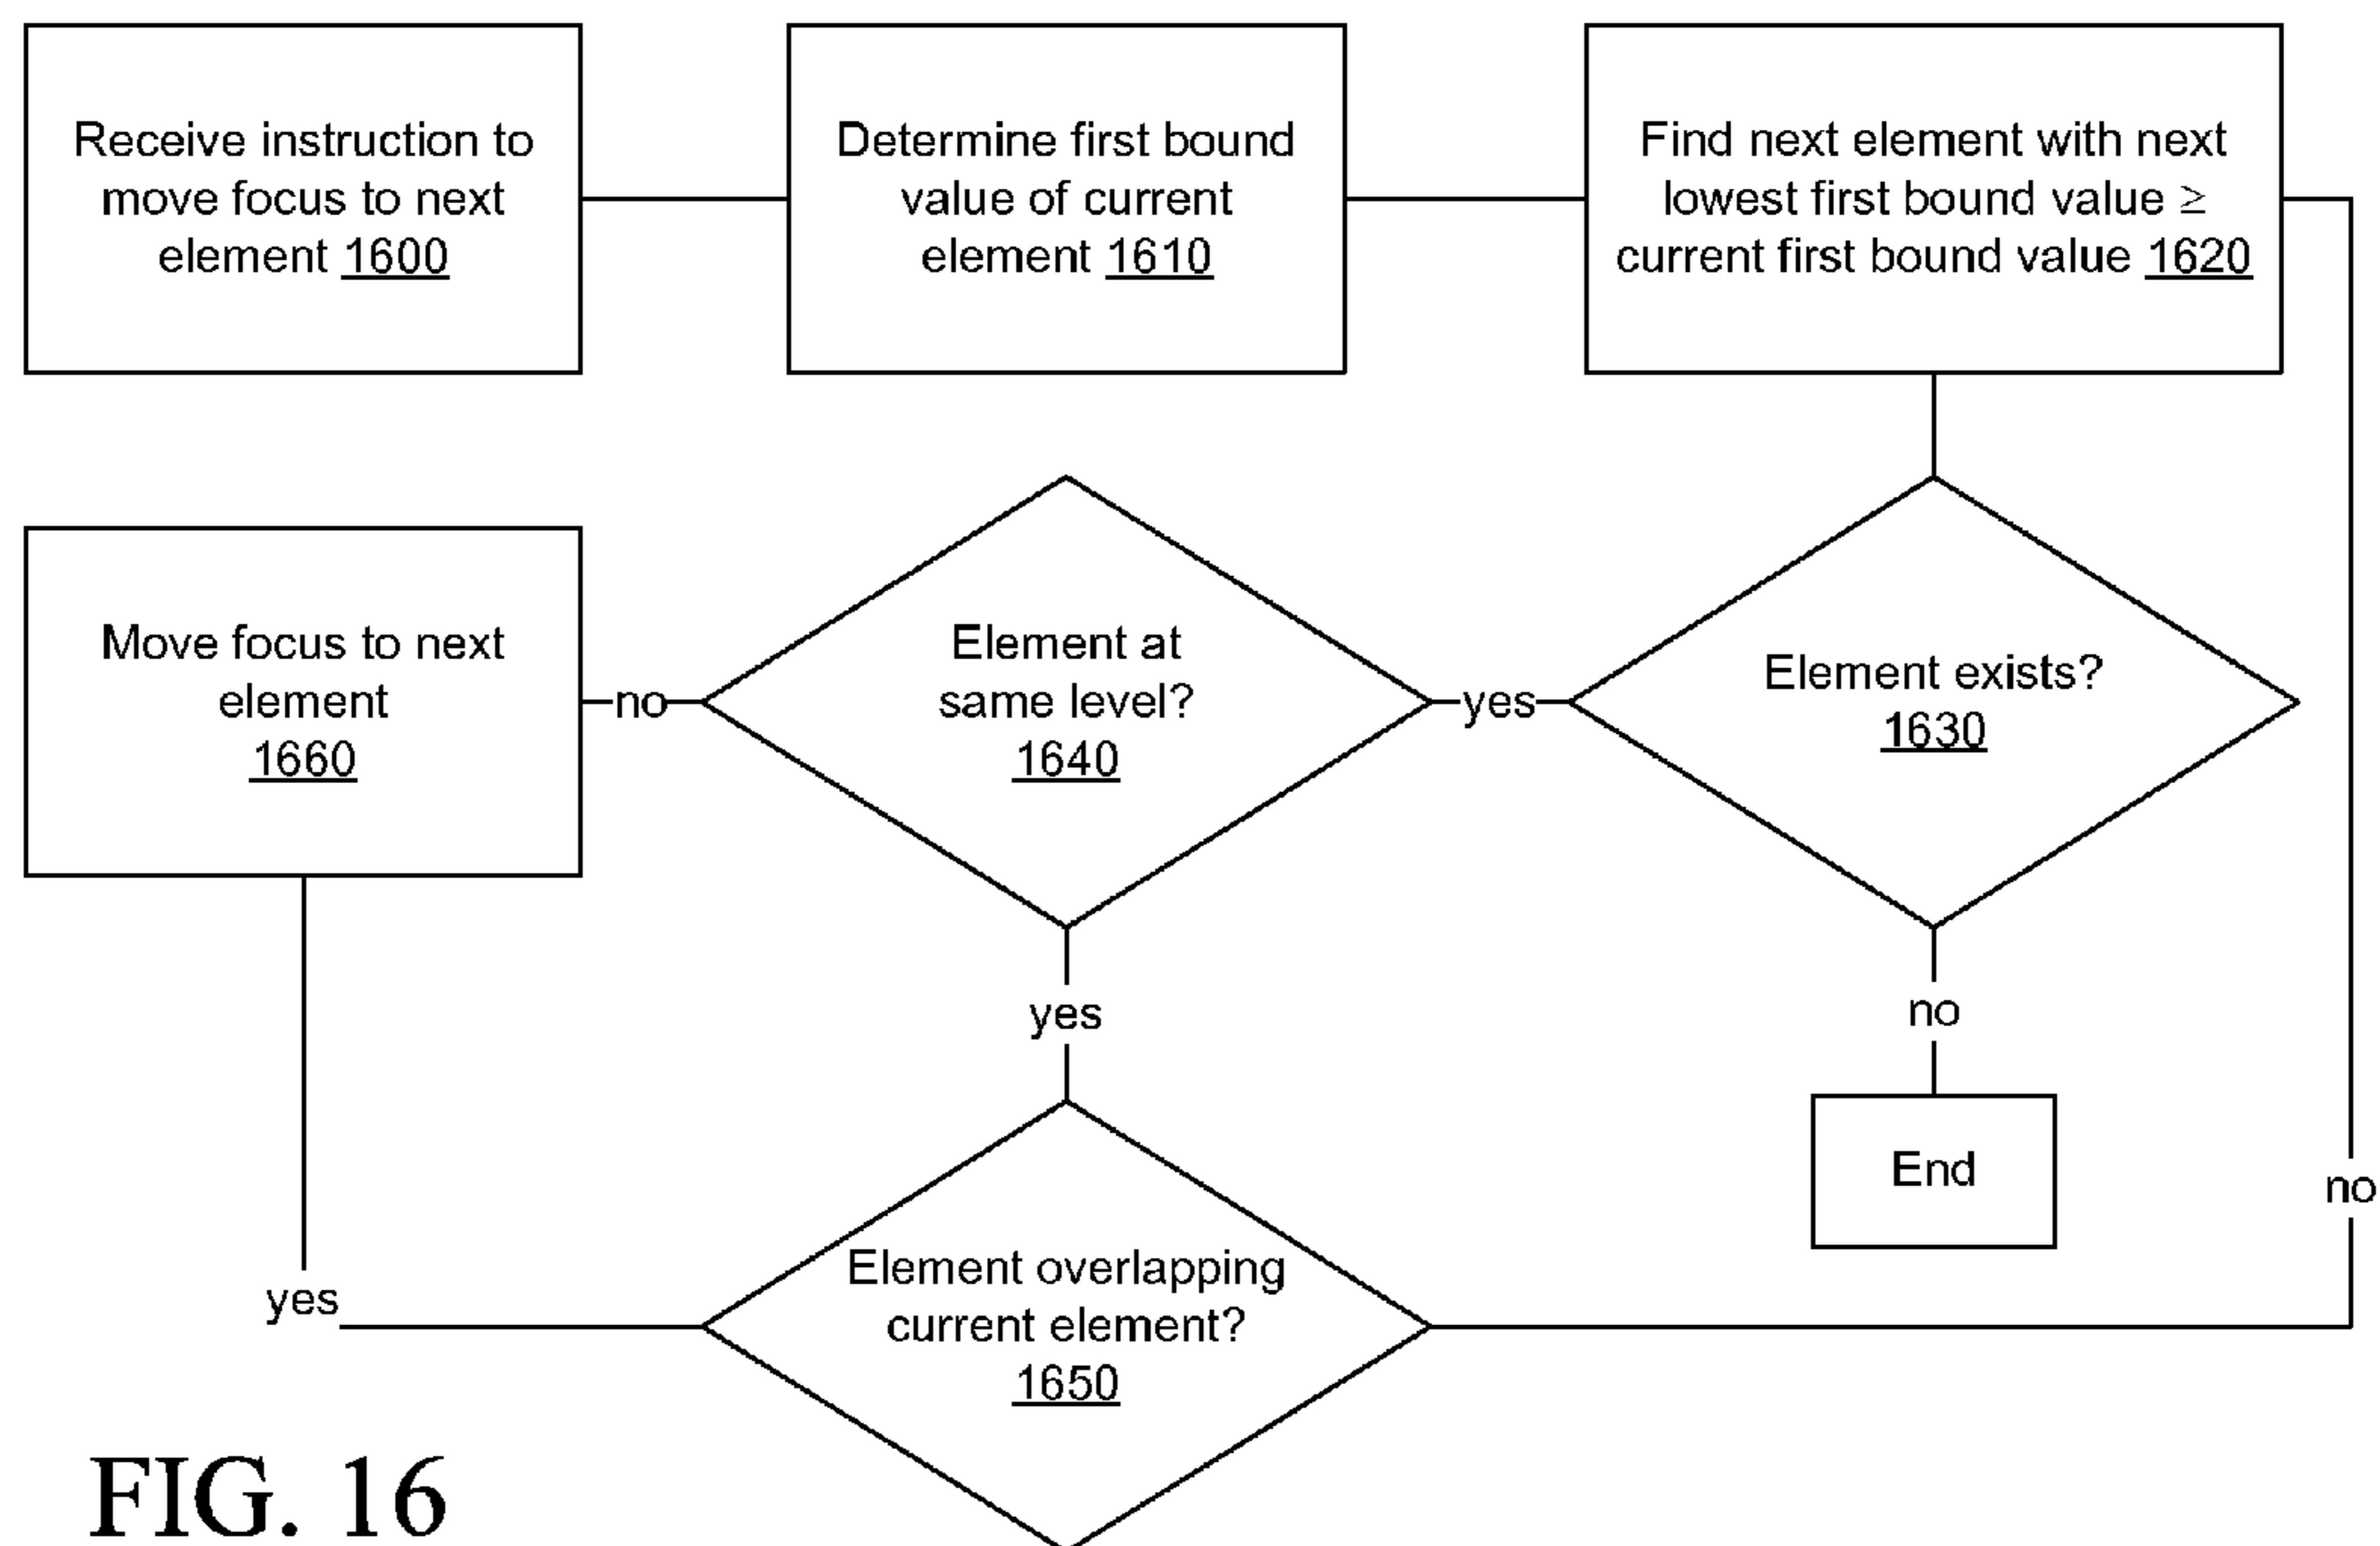 Receive instruction to
move focus to next
element 1600
Determine first bound
value of current
element 1610
Find next element with next
lowest first bound value ≥
current first bound value 1620
Move focus to next
element
1660
no
Element at
same level?
1640
yes
Element exists?
1630
yes
no
End
no
yes
Element overlapping
current element?
1650
FIG. 16